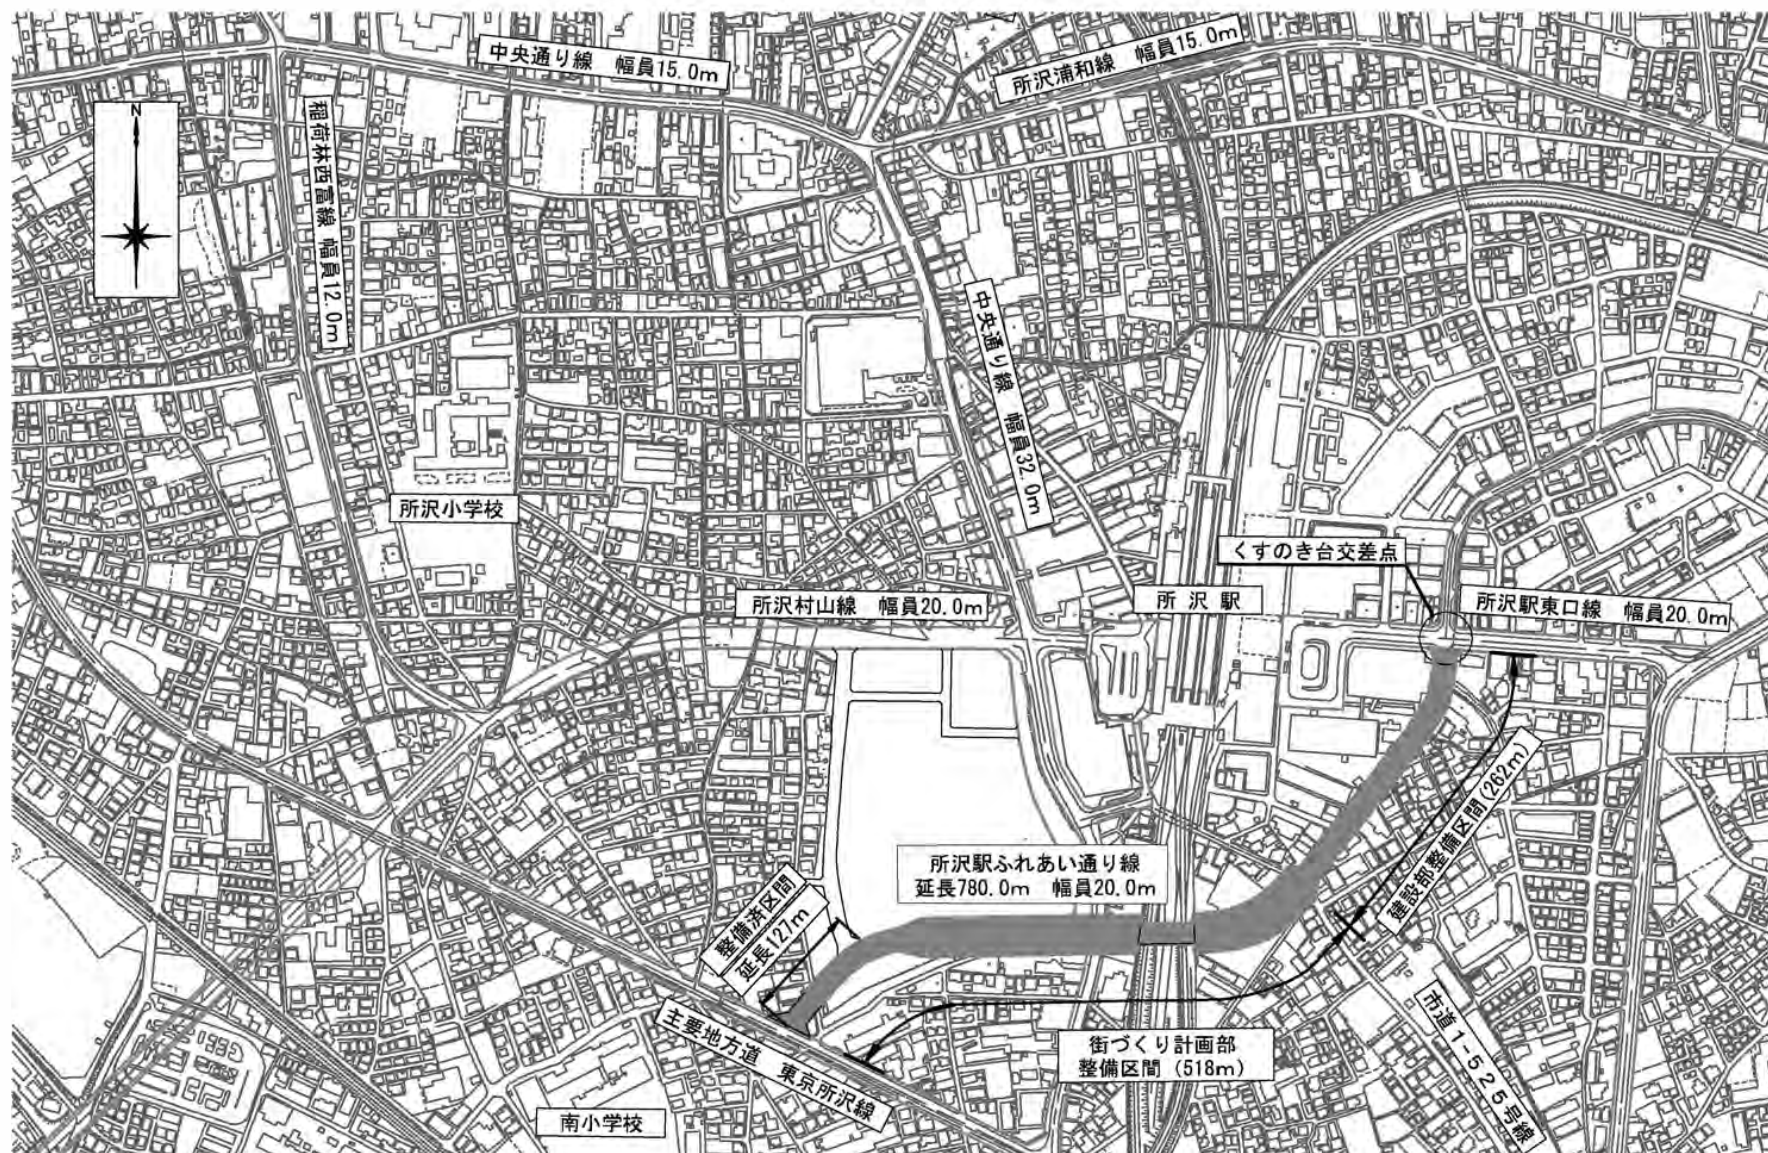 中央通り線 幅員15.0m
所沢浦和線 幅員15.0m
N
稲荷林西富線 幅員12.0m
中央通り線 幅員32.0m
所沢小学校
くすのき台交差点
所沢村山線 幅員20.0m
所沢駅
所沢駅東口線 幅員20.0m
建設部整備区間(262m)
所沢駅ふれあい通り線
延長780.0m 幅員20.0m
整備済区間
延長127m
主要地方道 東京所沢線
街づくり計画部
整備区間 (518m)
市道1-525号線
南小学校